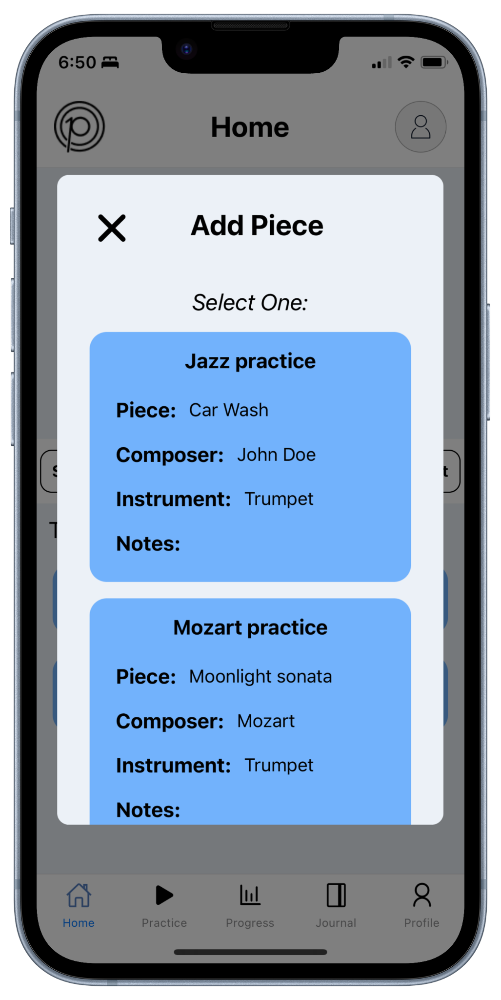 6:50
Home
Add Piece
Select One:
Jazz practice
Piece: Car Wash
Composer: John Doe
Instrument: Trumpet
Notes:
Mozart practice
Piece: Moonlight sonata
Composer: Mozart
Instrument: Trumpet
Notes:
Home Practice Progress Journal Profile